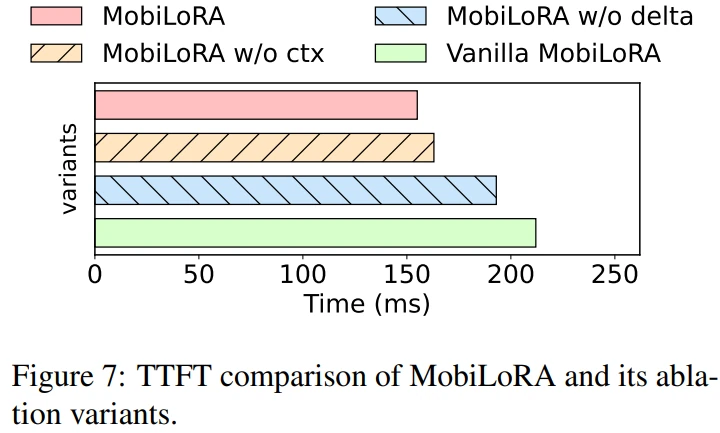 MobiLoRA
MobiLoRA w/o delta
MobiLoRA w/o ctx
Vanilla MobiLoRA
variants
0 50 100 150 200 250
Time (ms)
Figure 7: TTFT comparison of MobiLoRA and its abla-
tion variants.